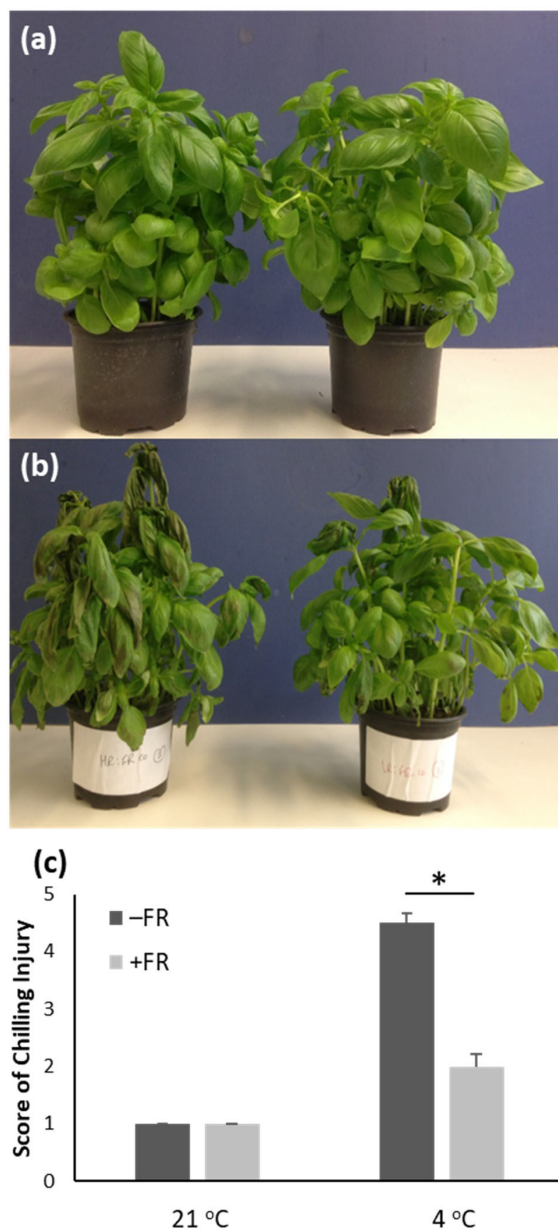 (a)
(b)
(c)
Score of Chilling Injury
5
4
3
2
1
0
–FR
+FR
*
21 °C
4 °C